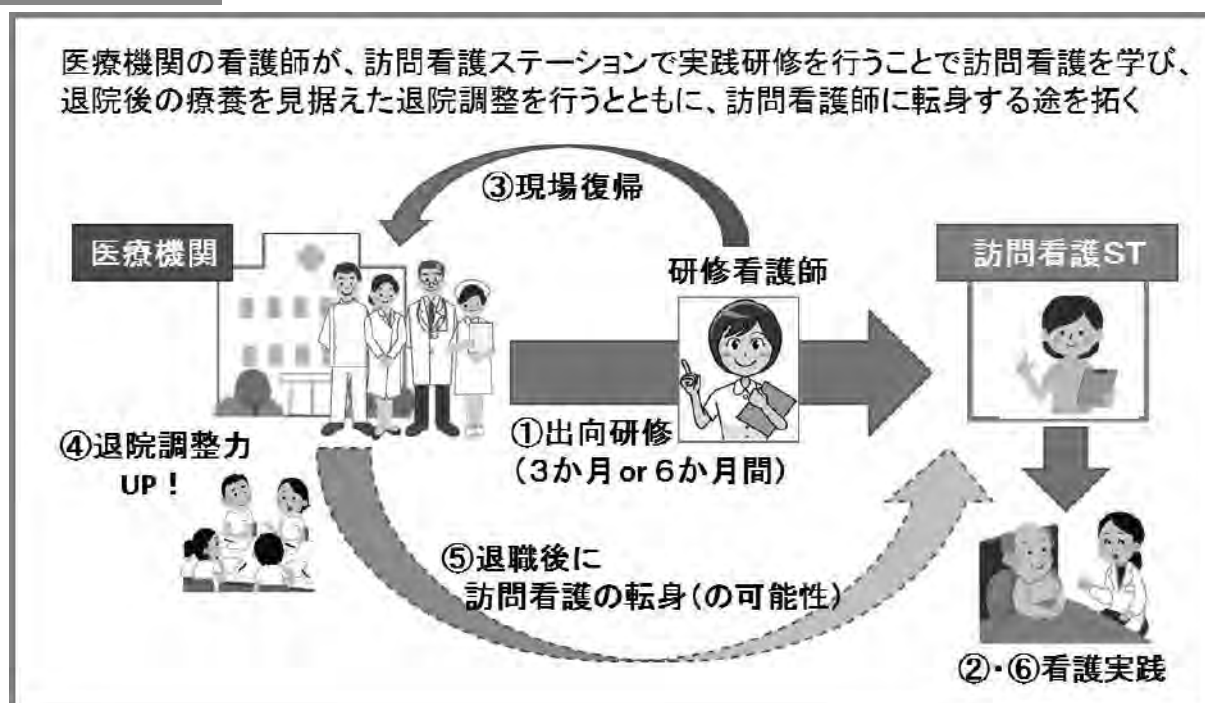 医療機関の看護師が、訪問看護ステーションで実践研修を行うことで訪問看護を学び、
退院後の療養を見据えた退院調整を行うとともに、訪問看護師に転身する途を拓く
③現場復帰
医療機関
研修看護師
訪問看護ST
①出向研修
(3か月or6か月間)
④退院調整力
UP!
⑤退職後に
訪問看護の転身(の可能性)
②・⑥看護実践